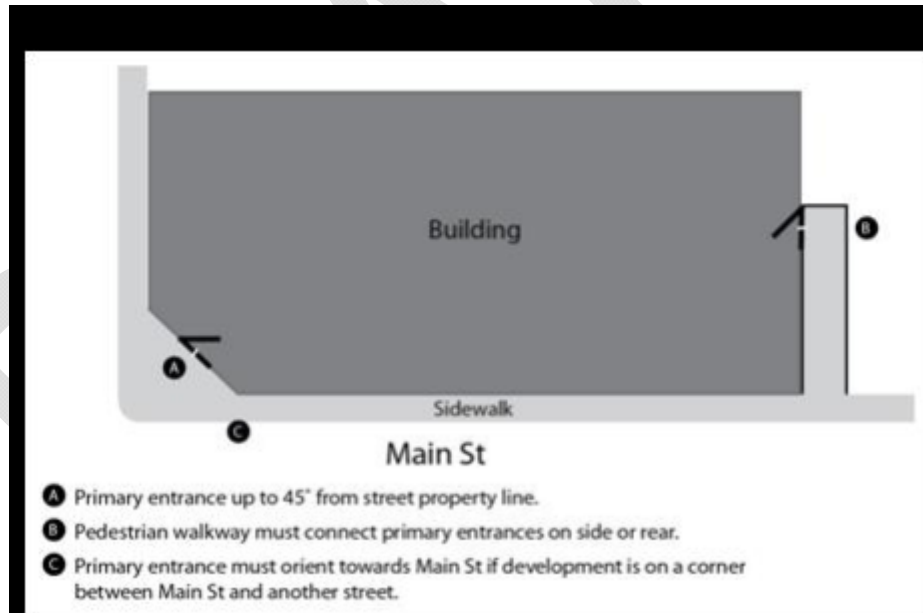 Building
B
A
Sidewalk
C
Main St
A Primary entrance up to 45° from street property line.
B Pedestrian walkway must connect primary entrances on side or rear.
C Primary entrance must orient towards Main St if development is on a corner
between Main St and another street.